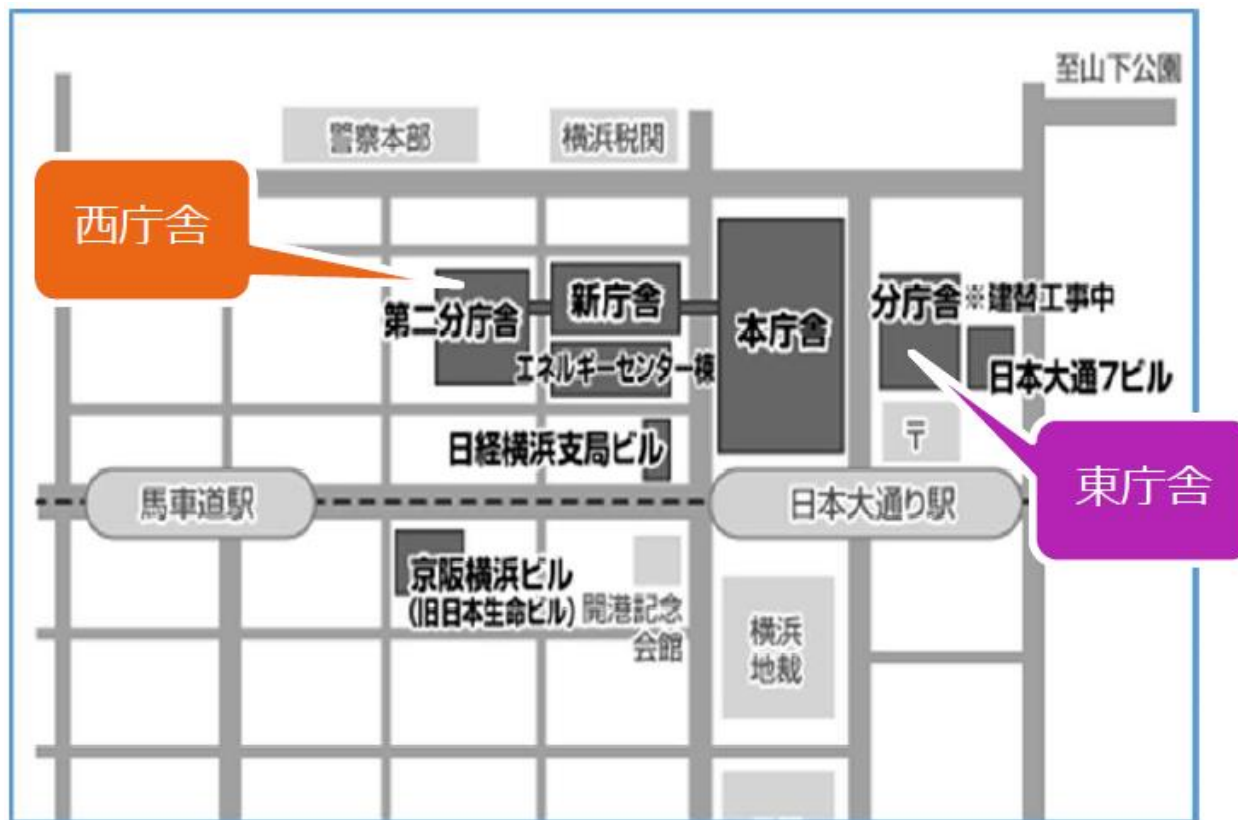 至山下公園
警察本部
横浜税関
西庁舎
第二分庁舎
新庁舎
エネルギーセンター棟
本庁舎
分庁舎
※建替工事中
日本大通7ビル
日経横浜支局ビル
〒
東庁舎
馬車道駅
日本大通り駅
京阪横浜ビル
(旧日本生命ビル)
開港記念
会館
横浜
地裁